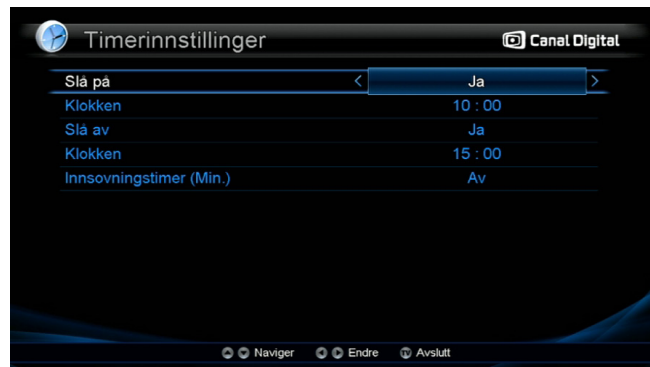 Timerinnstillinger
Canal Digital
Slå på < Ja >
Klokken 10 : 00
Slå av Ja
Klokken 15 : 00
Innsovningstimer (Min.) Av
Naviger Endre TV Avslutt